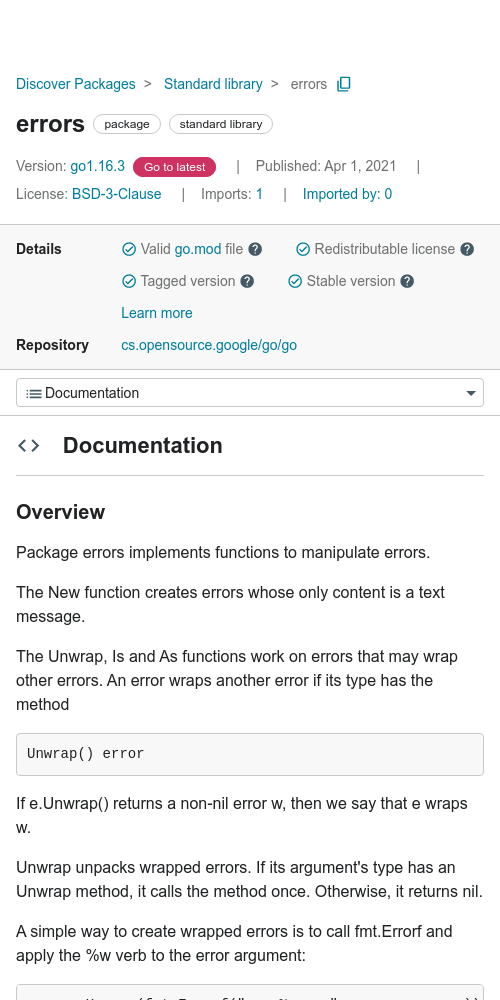 Discover Packages > Standard library > errors
errors package standard library
Version: go1.16.3 Go to latest | Published: Apr 1, 2021 |
License: BSD-3-Clause | Imports: 1 | Imported by: 0
Details Valid go.mod file ? Redistributable license ?
Tagged version ? Stable version ?
Learn more
Repository cs.opensource.google/go/go
Documentation
<> Documentation
Overview
Package errors implements functions to manipulate errors.
The New function creates errors whose only content is a text
message.
The Unwrap, Is and As functions work on errors that may wrap
other errors. An error wraps another error if its type has the
method
Unwrap() error
If e.Unwrap() returns a non-nil error w, then we say that e wraps
w.
Unwrap unpacks wrapped errors. If its argument's type has an
Unwrap method, it calls the method once. Otherwise, it returns nil.
A simple way to create wrapped errors is to call fmt.Errorf and
apply the %w verb to the error argument: